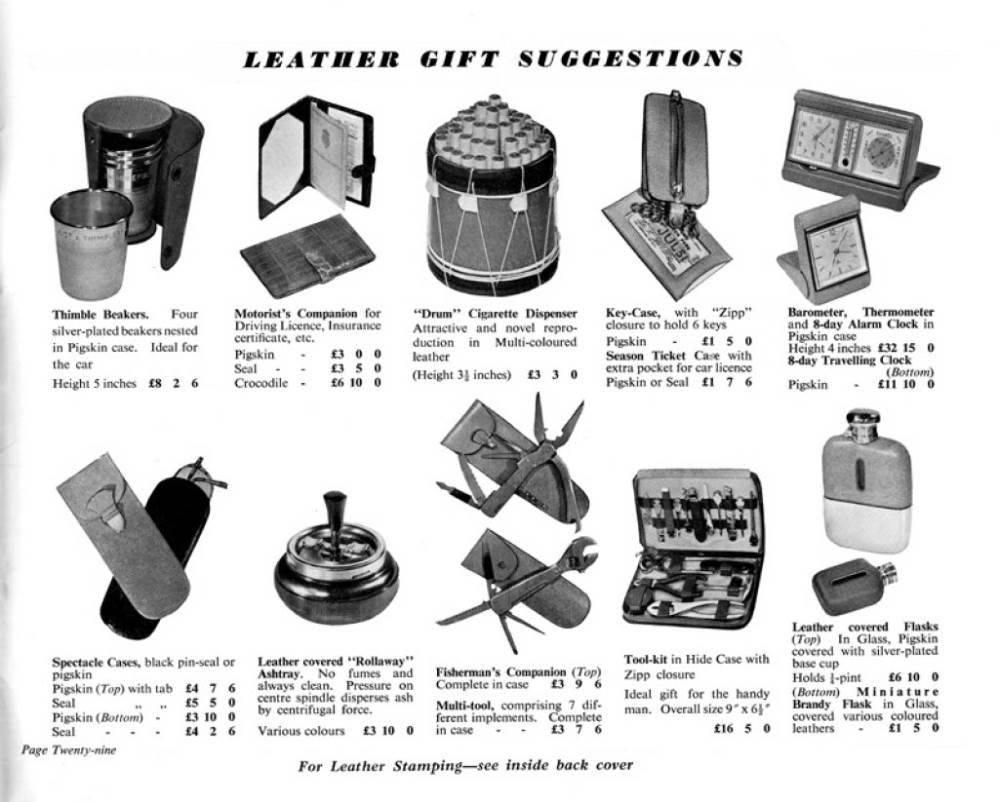 LEATHER GIFT SUGGESTIONS
Thimble Beakers. Four
silver-plated beakers nested
in Pigskin case. Ideal for
the car
Height 5 inches £8 2 6
Motorist's Companion for
Driving Licence, Insurance
certificate, etc.
Pigskin - £3 0 0
Seal - - £3 5 0
Crocodile - £6 10 0
"Drum" Cigarette Dispenser
Attractive and novel repro-
duction in Multi-coloured
leather
(Height 3½ inches) £3 3 0
JULS
Key-Case, with "Zipp"
closure to hold 6 keys
Pigskin - £1 5 0
Season Ticket Case with
extra pocket for car licence
Pigskin or Seal £1 7 6
Barometer, Thermometer
and 8-day Alarm Clock in
Pigskin case
Height 4 inches £32 15 0
8-day Travelling Clock
(Bottom)
Pigskin - £11 10 0
Spectacle Cases, black pin-seal or
pigskin
Pigskin (Top) with tab £4 7 6
Seal " " £5 5 0
Pigskin (Bottom) - £3 10 0
Seal - - - £4 2 6
Leather covered "Rollaway"
Ashtray. No fumes and
always clean. Pressure on
centre spindle disperses ash
by centrifugal force.
Various colours £3 10 0
Fisherman's Companion (Top)
Complete in case £3 9 6
Multi-tool, comprising 7 dif-
ferent implements. Complete
in case - - £3 7 6
Tool-kit in Hide Case with
Zipp closure
Ideal gift for the handy
man. Overall size 9" x 6½"
£16 5 0
Leather covered Flasks
(Top) In Glass, Pigskin
covered with silver-plated
base cup
Holds ½-pint £6 10 0
(Bottom) Miniature
Brandy Flask in Glass,
covered various coloured
leathers - £1 5 0
Page Twenty-nine
For Leather Stamping—see inside back cover